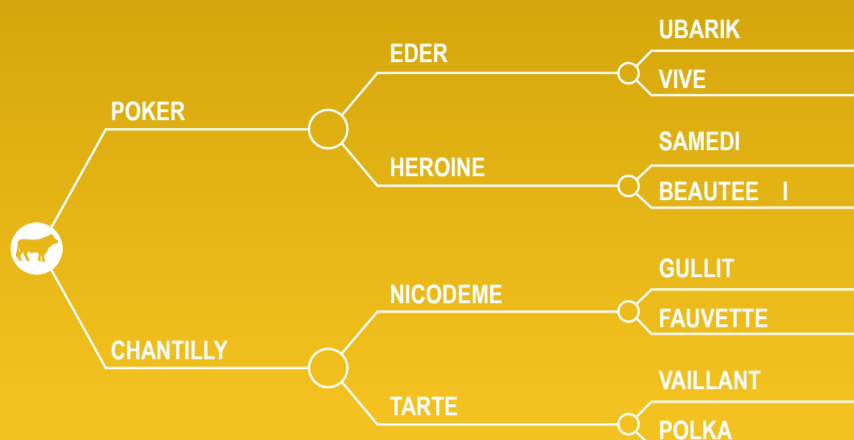 UBARIK
EDER
VIVE
POKER
SAMEDI
HEROINE
BEAUTEE I
GULLIT
NICODEME
FAUVETTE
CHANTILLY
VAILLANT
TARTE
POLKA